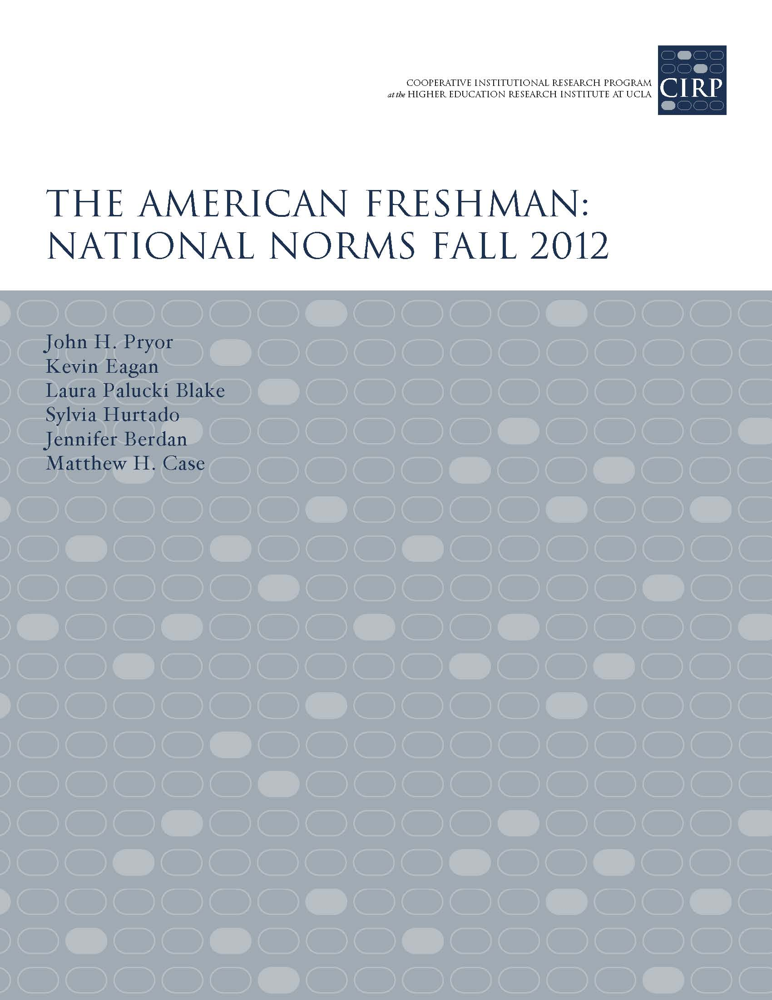 COOPERATIVE INSTITUTIONAL RESEARCH PROGRAM
at the HIGHER EDUCATION RESEARCH INSTITUTE AT UCLA
CIRP
THE AMERICAN FRESHMAN:
NATIONAL NORMS FALL 2012
John H. Pryor
Kevin Eagan
Laura Palucki Blake
Sylvia Hurtado
Jennifer Berdan
Matthew H. Case